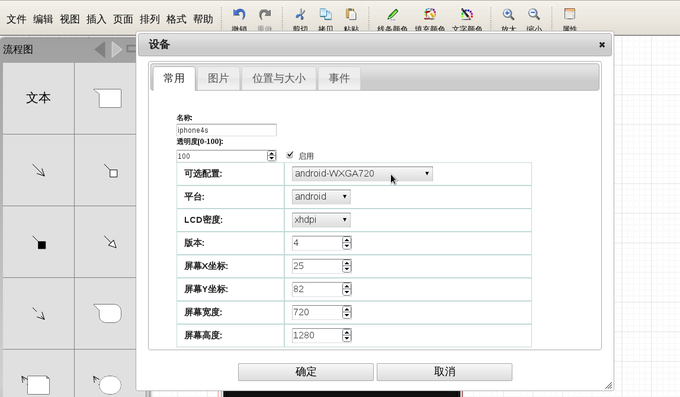 文件 编辑 视图 插入 页面 排列 格式 帮助
撤销 重做 剪切 拷贝 粘贴 线条颜色 填充颜色 文字颜色 放大 缩小 属性
流程图
文本
设备
常用 图片 位置与大小 事件
名称:
iphone4s
透明度[0-100]:
100 启用
可选配置: android-WXGA720
平台: android
LCD密度: xhdpi
版本: 4
屏幕X坐标: 25
屏幕Y坐标: 82
屏幕宽度: 720
屏幕高度: 1280
确定 取消